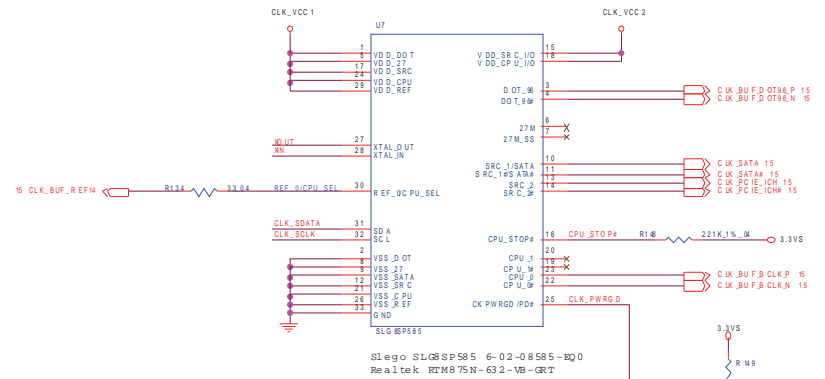 CLK_VCC1
CLK_VCC2
U7
1
VDD_DOT
5
VDD_27
17
VDD_SRC
24
VDD_CPU
29
VDD_REF
15
VDD_SRC_I/O
18
VDD_CPU_I/O
3
DOT_96
CLK_BUF_DOT96_P 15
4
DOT_96#
CLK_BUF_DOT96_N 15
6
27M
7
27M_SS
XOUT
27
XTAL_OUT
XIN
28
XTAL_IN
10
SRC_1/SATA
CLK_SATA 15
11
SRC_1#/SATA#
CLK_SATA# 15
13
SRC_2
CLK_PCIE_ICH 15
14
SRC_2#
CLK_PCIE_ICH# 15
15 CLK_BUF_REF14
R134
33_04
REF_0/CPU_SEL
30
REF_0/CPU_SEL
CLK_SDATA
31
SDA
CLK_SCLK
32
SCL
CPU_STOP#
16
CPU_STOP#
R148
2.21K_1%_04
3.3VS
2
VSS_DOT
8
VSS_27
9
VSS_SATA
12
VSS_SRC
21
VSS_CPU
26
VSS_REF
33
GND
20
CPU_1
19
CPU_1#
23
CPU_0
CLK_BUF_BCLK_P 15
22
CPU_0#
CLK_BUF_BCLK_N 15
CKPWRGD/PD#
25
CLK_PWRGD
SLG8SP585
3.3VS
R149
Slego SLG8SP585 6-02-08585-EQ0
Realtek RTM875N-632-VB-GRT